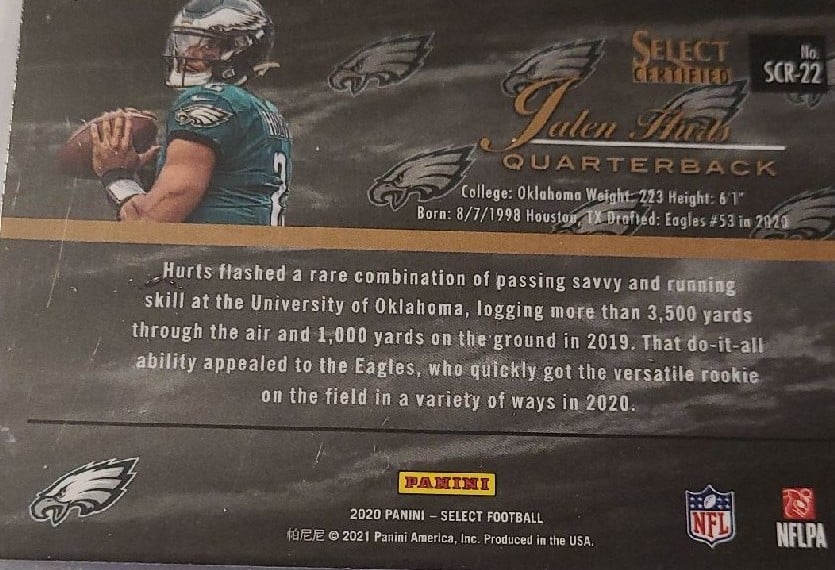 SELECT
CERTIFIED
No.
SCR-22
Jalen Hurts
QUARTERBACK
College: Oklahoma Weight: 223 Height: 6'1"
Born: 8/7/1998 Houston, TX Drafted: Eagles #53 in 2020
Hurts flashed a rare combination of passing savvy and running
skill at the University of Oklahoma, logging more than 3,500 yards
through the air and 1,000 yards on the ground in 2019. That do-it-all
ability appealed to the Eagles, who quickly got the versatile rookie
on the field in a variety of ways in 2020.
PANINI
2020 PANINI – SELECT FOOTBALL
帕尼尼 © 2021 Panini America, Inc. Produced in the USA.
NFL
NFLPA